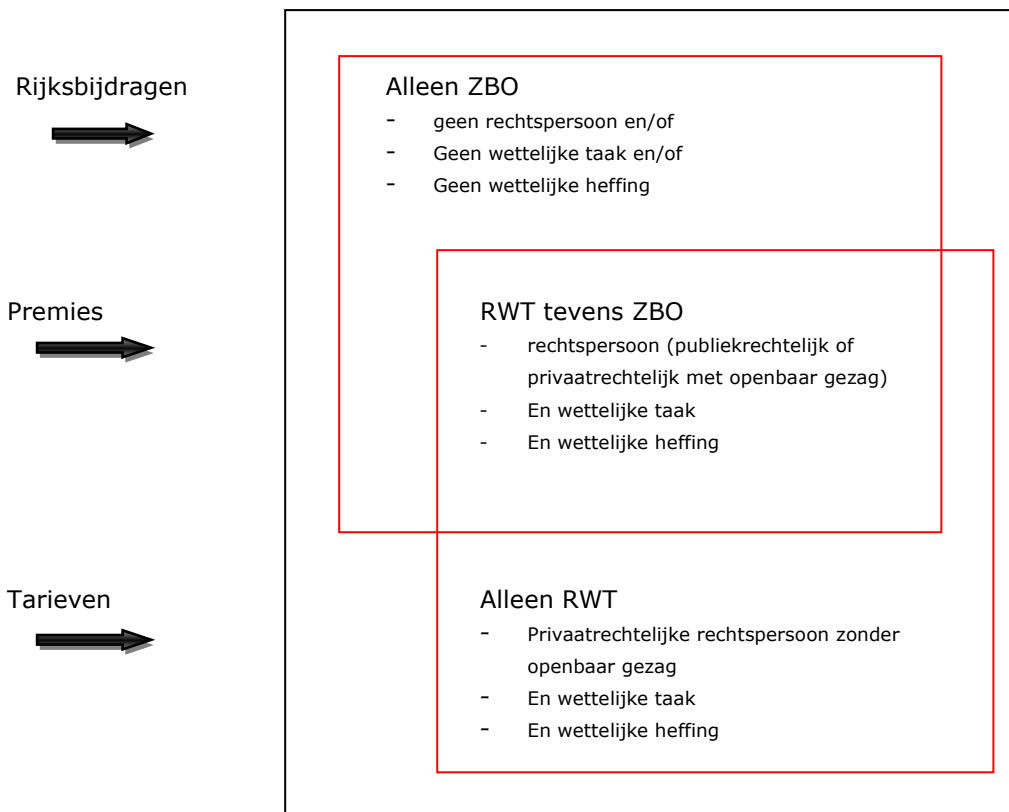 Rijksbijdragen
Alleen ZBO
- geen rechtspersoon en/of
- Geen wettelijke taak en/of
- Geen wettelijke heffing
Premies
RWT tevens ZBO
- rechtspersoon (publiekrechtelijk of
privaatrechtelijk met openbaar gezag)
- En wettelijke taak
- En wettelijke heffing
Tarieven
Alleen RWT
- Privaatrechtelijke rechtspersoon zonder
openbaar gezag
- En wettelijke taak
- En wettelijke heffing